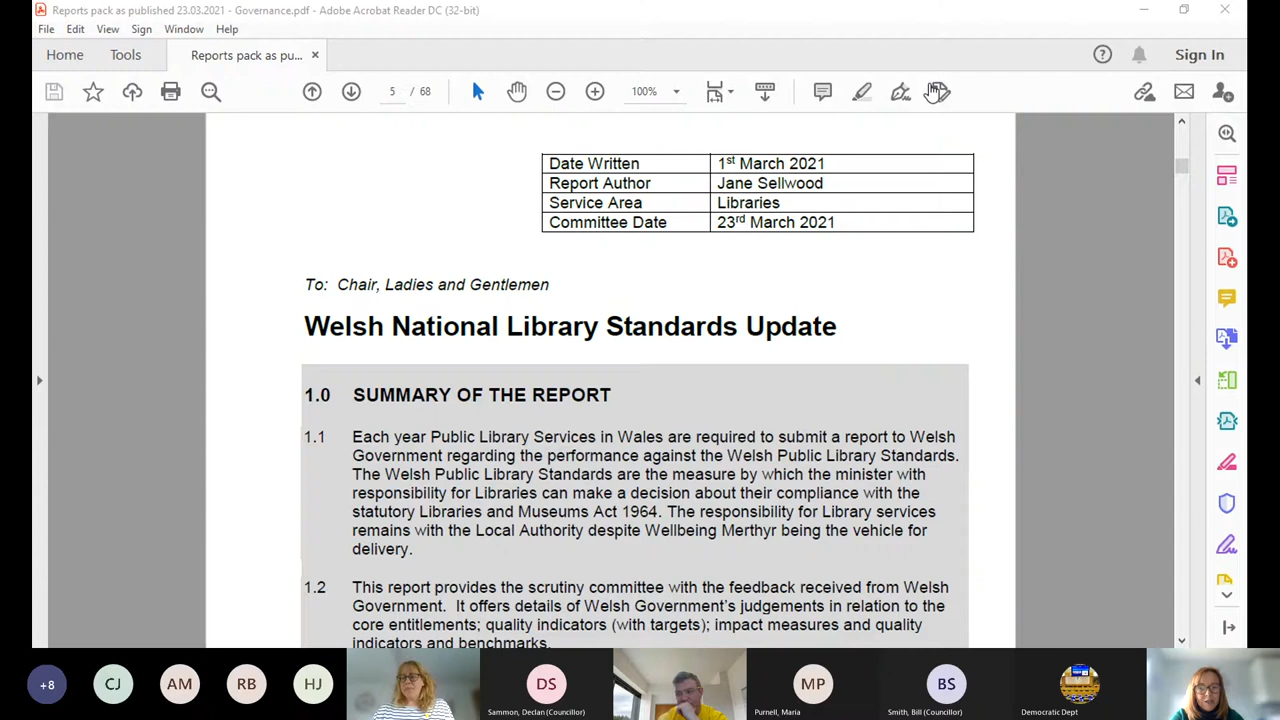 Reports pack as published 23.03.2021 - Governance.pdf - Adobe Acrobat Reader DC (32-bit)
File Edit View Sign Window Help
Home Tools Reports pack as pu... × Sign In
5 / 68 100%
Date Written 1st March 2021
Report Author Jane Sellwood
Service Area Libraries
Committee Date 23rd March 2021
To: Chair, Ladies and Gentlemen
Welsh National Library Standards Update
1.0 SUMMARY OF THE REPORT
1.1 Each year Public Library Services in Wales are required to submit a report to Welsh
Government regarding the performance against the Welsh Public Library Standards.
The Welsh Public Library Standards are the measure by which the minister with
responsibility for Libraries can make a decision about their compliance with the
statutory Libraries and Museums Act 1964. The responsibility for Library services
remains with the Local Authority despite Wellbeing Merthyr being the vehicle for
delivery.
1.2 This report provides the scrutiny committee with the feedback received from Welsh
Government. It offers details of Welsh Government's judgements in relation to the
core entitlements; quality indicators (with targets); impact measures and quality
indicators and benchmarks.
+8 CJ AM RB HJ DS MP BS
Sammon, Declan (Councillor) Purnell, Maria Smith, Bill (Councillor) Democratic Dept